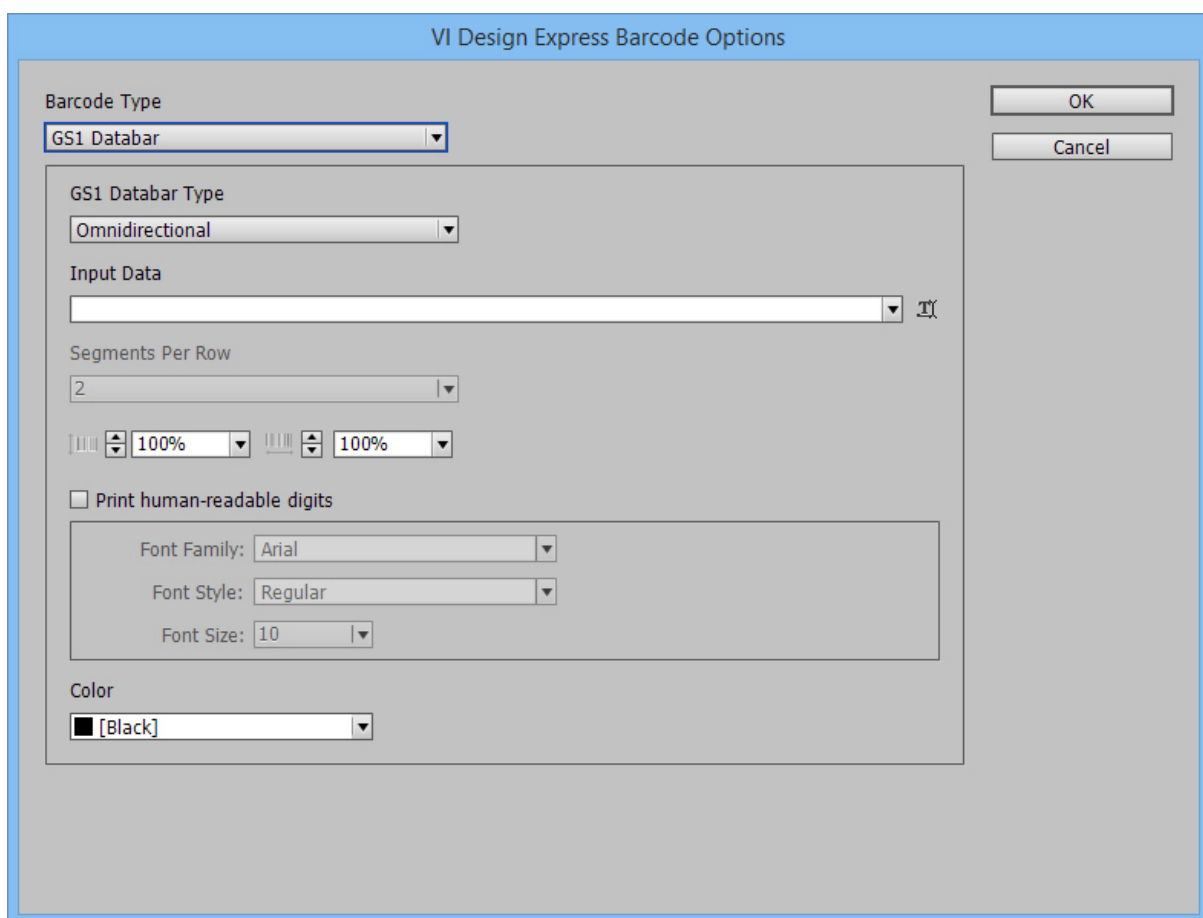 VI Design Express Barcode Options
Barcode Type
OK
GS1 Databar
Cancel
GS1 Databar Type
Omnidirectional
Input Data
Segments Per Row
2
100% 100%
Print human-readable digits
Font Family: Arial
Font Style: Regular
Font Size: 10
Color
[Black]